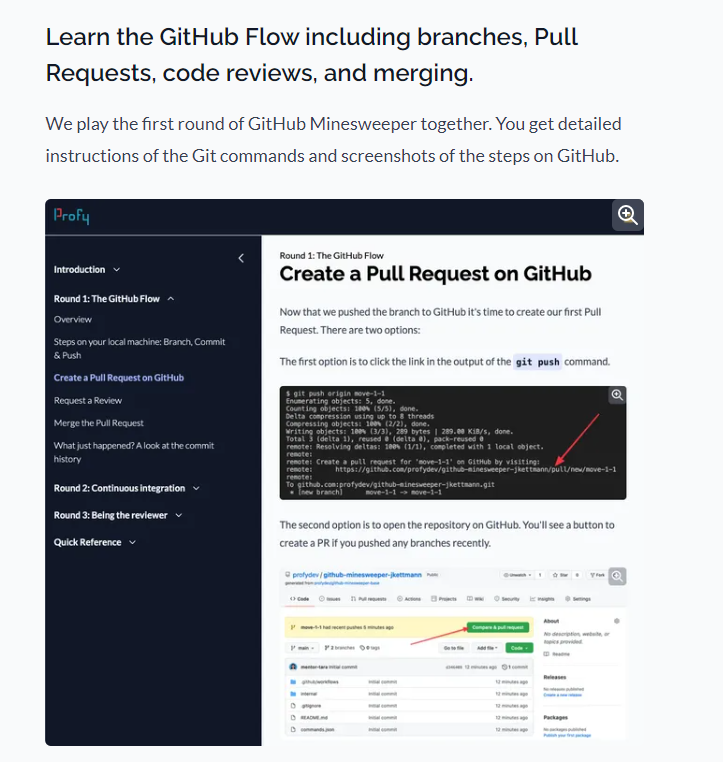 Learn the GitHub Flow including branches, Pull
Requests, code reviews, and merging.
We play the first round of GitHub Minesweeper together. You get detailed
instructions of the Git commands and screenshots of the steps on GitHub.
Profy
Introduction
Round 1: The GitHub Flow
Overview
Steps on your local machine: Branch, Commit
& Push
Create a Pull Request on GitHub
Request a Review
Merge the Pull Request
What just happened? A look at the commit
history
Round 2: Continuous integration
Round 3: Being the reviewer
Quick Reference
Round 1: The GitHub Flow
Create a Pull Request on GitHub
Now that we pushed the branch to GitHub it's time to create our first Pull
Request. There are two options:
The first option is to click the link in the output of the git push command.
$ git push origin move-1-1
Enumerating objects: 5, done.
Counting objects: 100% (5/5), done.
Delta compression using up to 8 threads
Compressing objects: 100% (2/2), done.
Writing objects: 100% (3/3), 289 bytes | 289.00 KiB/s, done.
Total 3 (delta 1), reused 0 (delta 0), pack-reused 0
remote: Resolving deltas: 100% (1/1), completed with 1 local object.
remote:
remote: Create a pull request for 'move-1-1' on GitHub by visiting:
remote: https://github.com/profydev/github-minesweeper-jkettmann/pull/new/move-1-1
remote:
To github.com:profydev/github-minesweeper-jkettmann.git
* [new branch] move-1-1 -> move-1-1
The second option is to open the repository on GitHub. You'll see a button to
create a PR if you pushed any branches recently.
profydev / github-minesweeper-jkettmann Public
generated from profydev/github-minesweeper-base
Unwatch 1 Star 0 Fork
Code Issues Pull requests Actions Projects Wiki Security Insights Settings
move-1-1 had recent pushes 5 minutes ago Compare & pull request
main 2 branches 0 tags Go to file Add file Code
mentor-tara Initial commit 12 minutes ago 1 commit
.github/workflows Initial commit 12 minutes ago
internal Initial commit 12 minutes ago
.gitignore Initial commit 12 minutes ago
README.md Initial commit 12 minutes ago
commands.json Initial commit 12 minutes ago
About
No description, website, or
topics provided.
Readme
Releases
No releases published
Create a new release
Packages
No packages published
Publish your first package